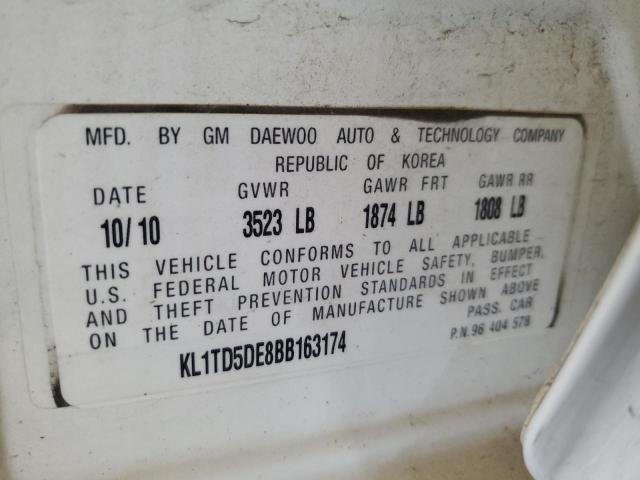 MFD. BY GM DAEWOO AUTO & TECHNOLOGY COMPANY
REPUBLIC OF KOREA
DATE GVWR GAWR FRT GAWR RR
10/10 3523 LB 1874 LB 1808 LB
THIS VEHICLE CONFORMS TO ALL APPLICABLE
U.S. FEDERAL MOTOR VEHICLE SAFETY, BUMPER,
AND THEFT PREVENTION STANDARDS IN EFFECT
ON THE DATE OF MANUFACTURE SHOWN ABOVE
PASS. CAR
KL1TD5DE8BB163174 P.N. 96 404 578